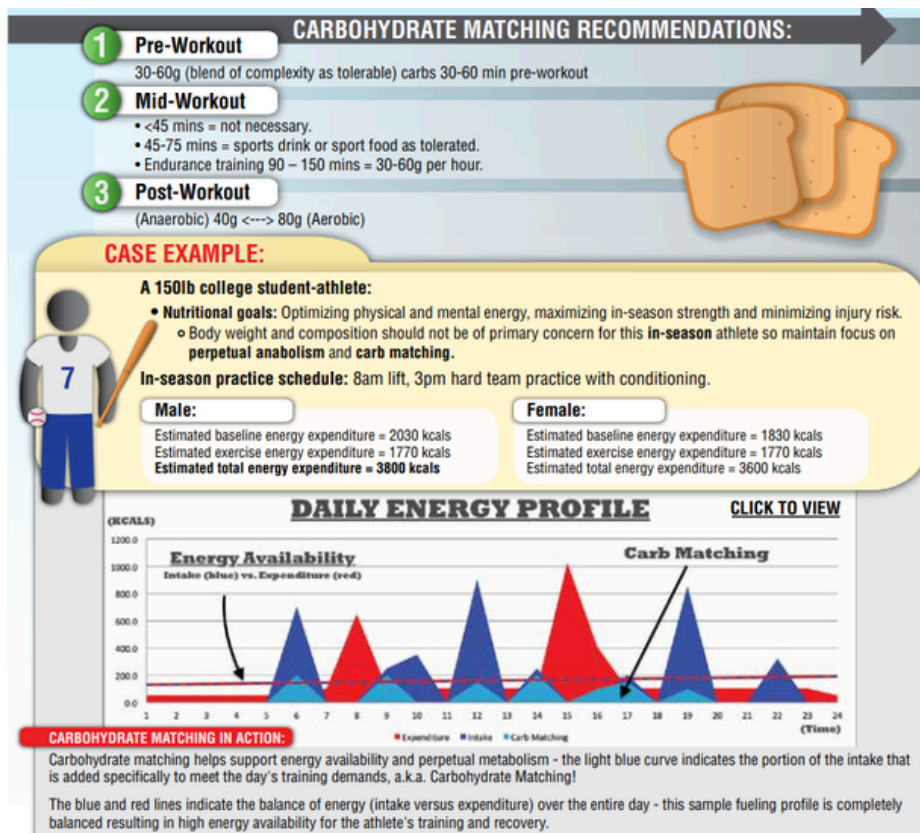 CARBOHYDRATE MATCHING RECOMMENDATIONS:
1 Pre-Workout
30-60g (blend of complexity as tolerable) carbs 30-60 min pre-workout
2 Mid-Workout
• <45 mins = not necessary.
• 45-75 mins = sports drink or sport food as tolerated.
• Endurance training 90 – 150 mins = 30-60g per hour.
3 Post-Workout
(Anaerobic) 40g <---> 80g (Aerobic)
CASE EXAMPLE:
A 150lb college student-athlete:
• Nutritional goals: Optimizing physical and mental energy, maximizing in-season strength and minimizing injury risk.
o Body weight and composition should not be of primary concern for this in-season athlete so maintain focus on
perpetual anabolism and carb matching.
In-season practice schedule: 8am lift, 3pm hard team practice with conditioning.
7
Male:
Estimated baseline energy expenditure = 2030 kcals
Estimated exercise energy expenditure = 1770 kcals
Estimated total energy expenditure = 3800 kcals
Female:
Estimated baseline energy expenditure = 1830 kcals
Estimated exercise energy expenditure = 1770 kcals
Estimated total energy expenditure = 3600 kcals
DAILY ENERGY PROFILE
CLICK TO VIEW
(KCALS)
Energy Availability
Intake (blue) vs. Expenditure (red)
Carb Matching
1200.0
1000.0
800.0
600.0
400.0
200.0
0.0
1 2 3 4 5 6 7 8 9 10 11 12 13 14 15 16 17 18 19 20 21 22 23 24
(Time)
Expenditure Intake Carb Matching
CARBOHYDRATE MATCHING IN ACTION:
Carbohydrate matching helps support energy availability and perpetual metabolism - the light blue curve indicates the portion of the intake that
is added specifically to meet the day's training demands, a.k.a. Carbohydrate Matching!
The blue and red lines indicate the balance of energy (intake versus expenditure) over the entire day - this sample fueling profile is completely
balanced resulting in high energy availability for the athlete's training and recovery.